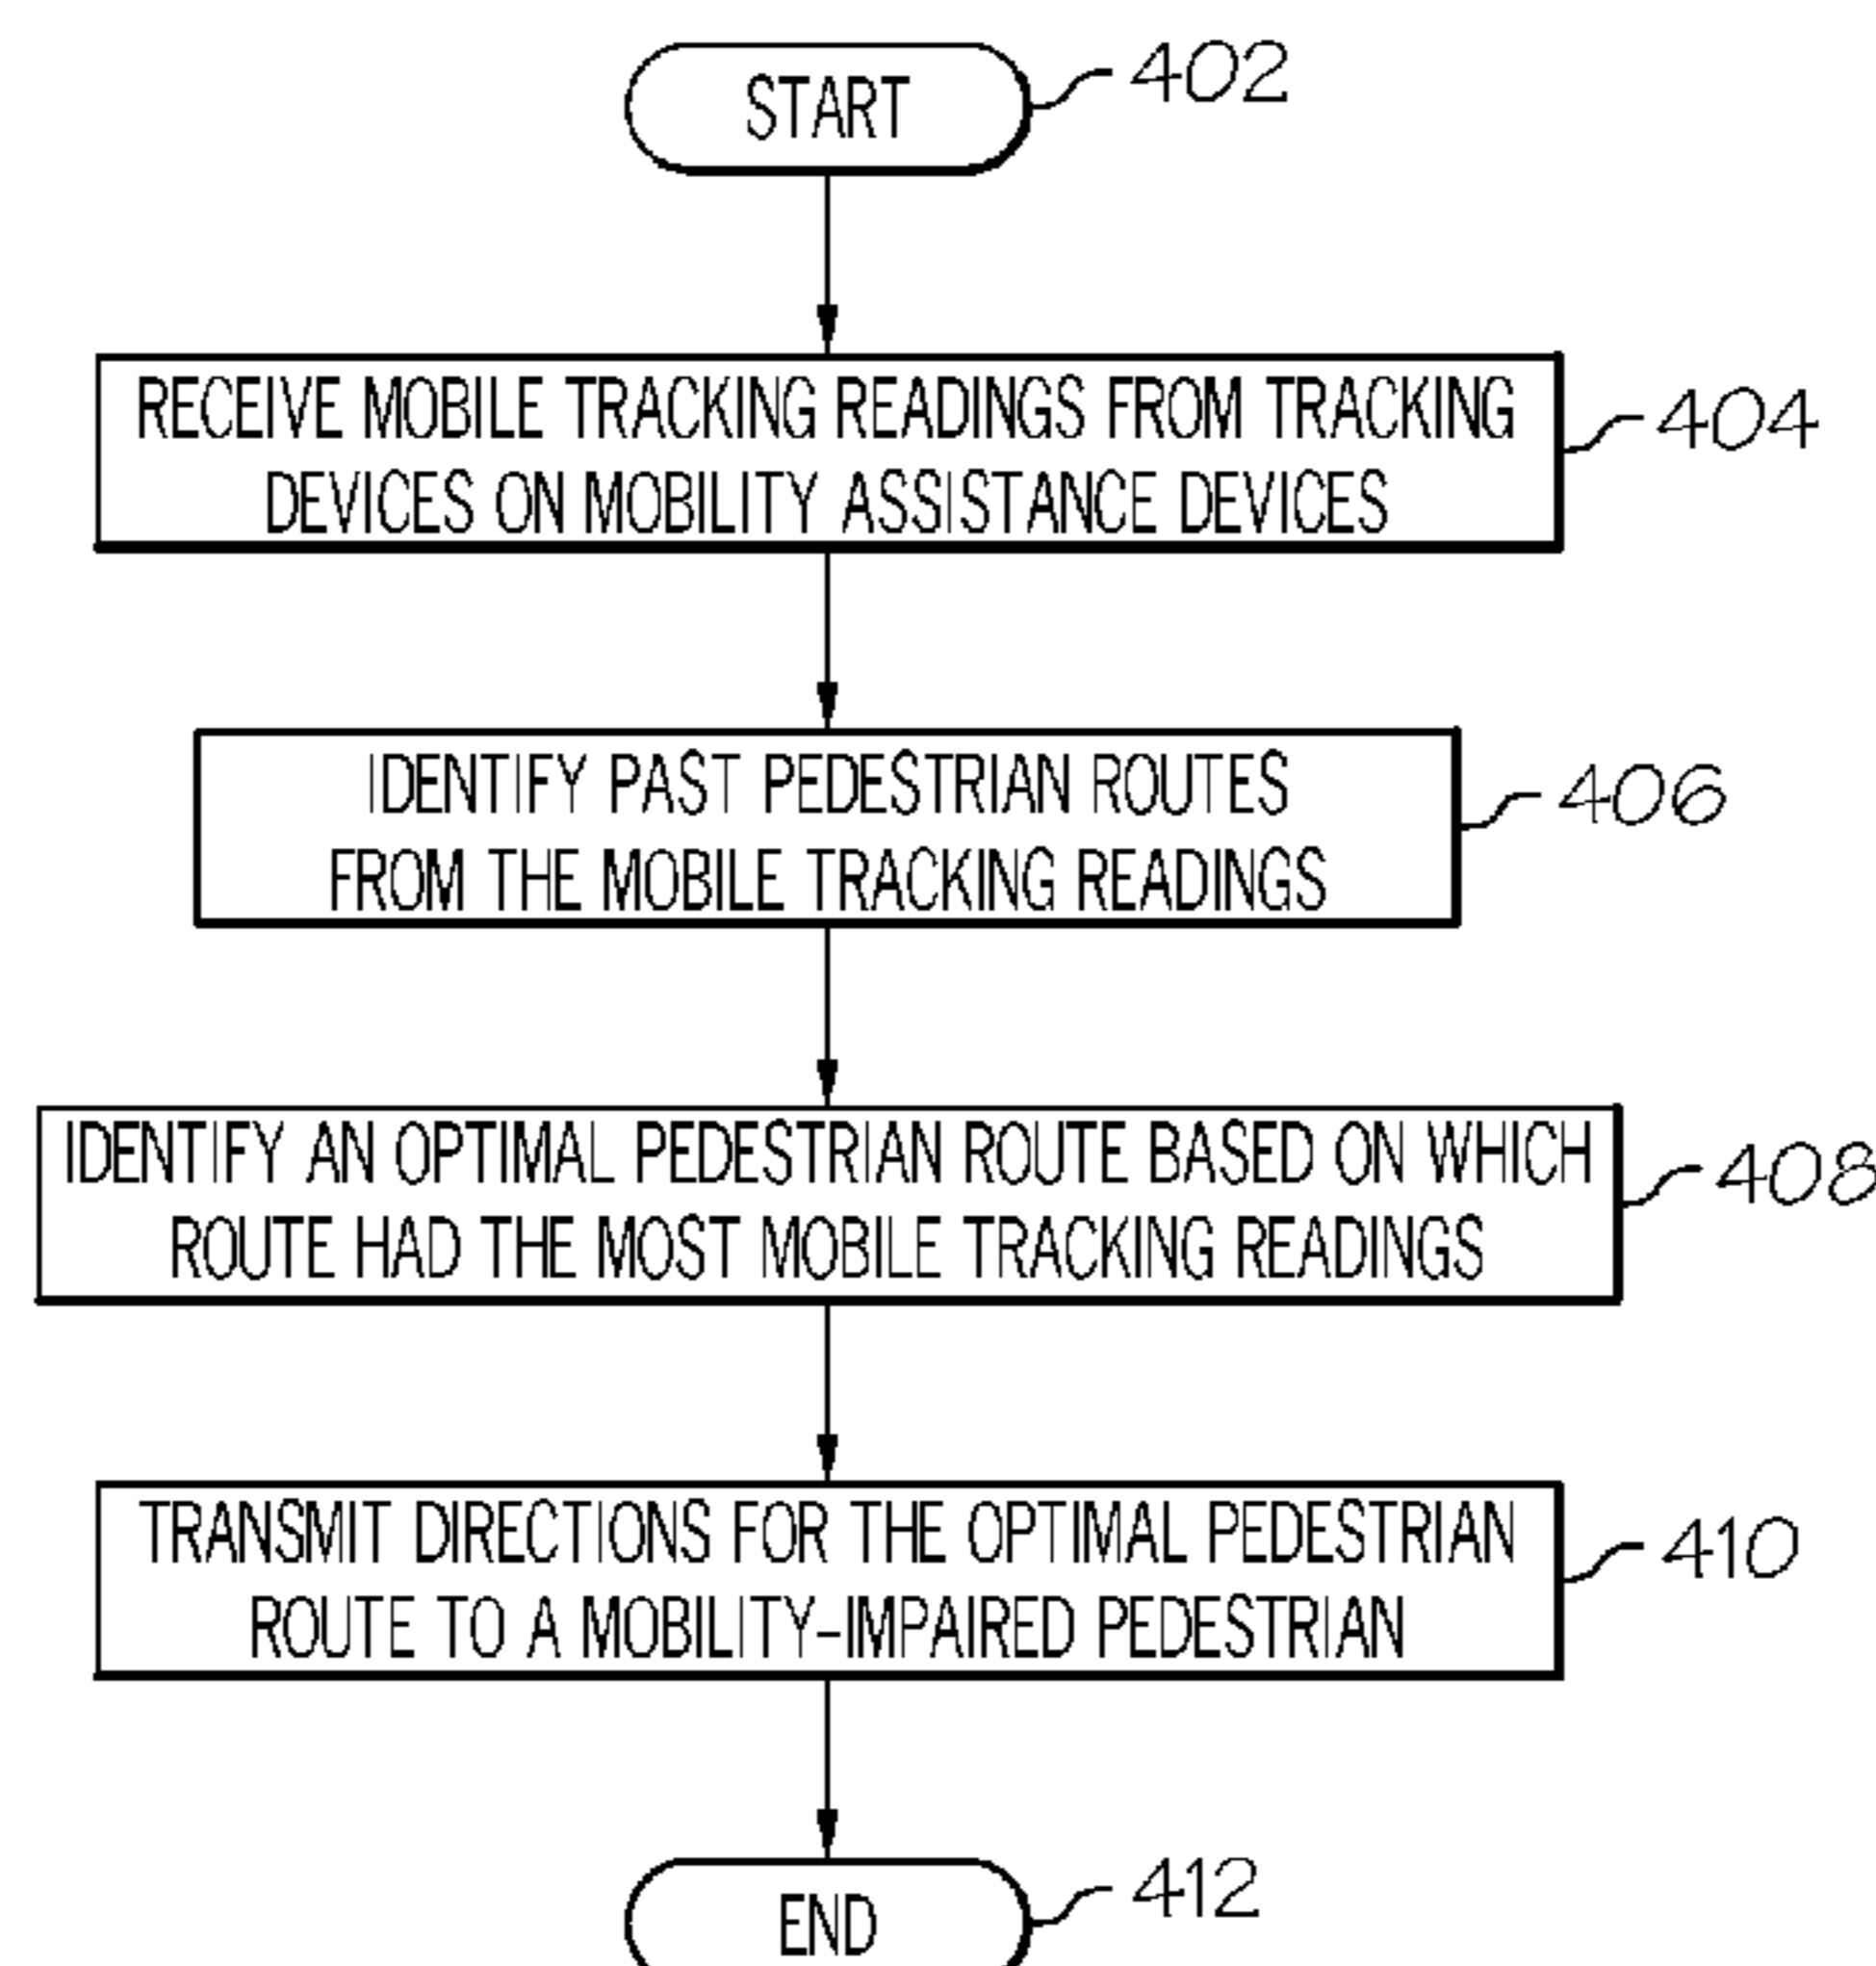 START
402
RECEIVE MOBILE TRACKING READINGS FROM TRACKING
DEVICES ON MOBILITY ASSISTANCE DEVICES
404
IDENTIFY PAST PEDESTRIAN ROUTES
FROM THE MOBILE TRACKING READINGS
406
IDENTIFY AN OPTIMAL PEDESTRIAN ROUTE BASED ON WHICH
ROUTE HAD THE MOST MOBILE TRACKING READINGS
408
TRANSMIT DIRECTIONS FOR THE OPTIMAL PEDESTRIAN
ROUTE TO A MOBILITY-IMPAIRED PEDESTRIAN
410
END
412